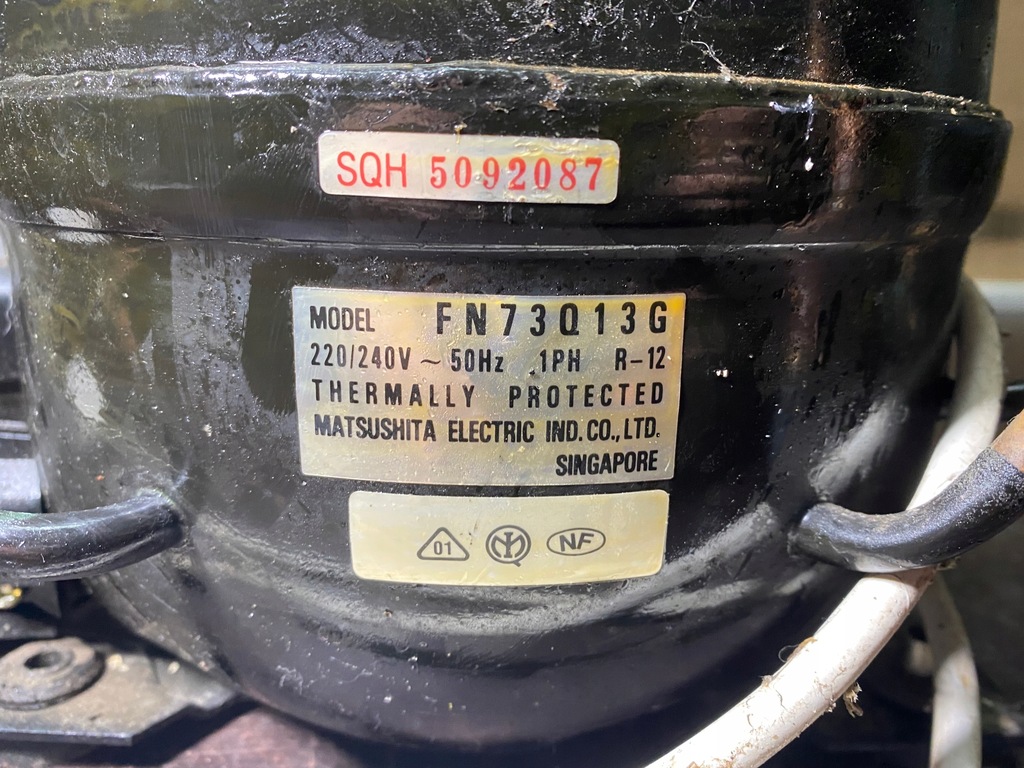 SQH 5092087
MODEL FN73Q13G
220/240V ~ 50Hz 1PH R-12
THERMALLY PROTECTED
MATSUSHITA ELECTRIC IND. CO., LTD.
SINGAPORE
01 NF